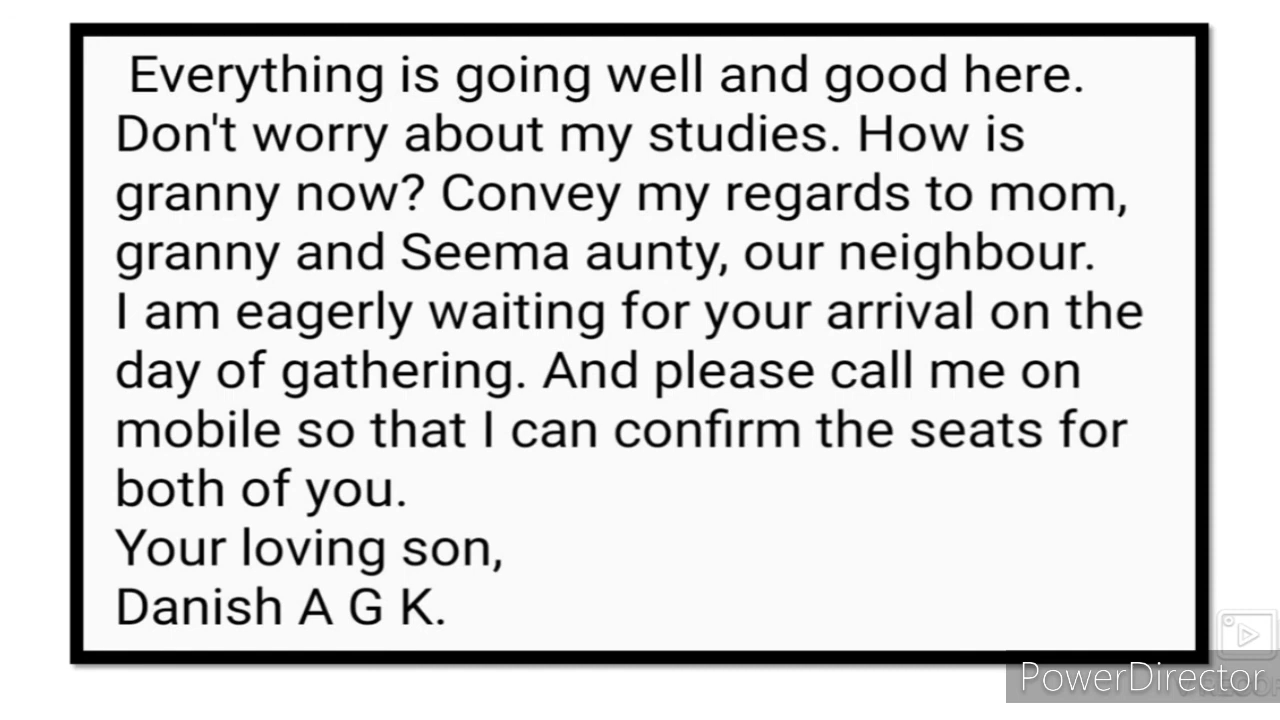 Everything is going well and good here.
Don't worry about my studies. How is
granny now? Convey my regards to mom,
granny and Seema aunty, our neighbour.
I am eagerly waiting for your arrival on the
day of gathering. And please call me on
mobile so that I can confirm the seats for
both of you.
Your loving son,
Danish A G K.
PowerDirector